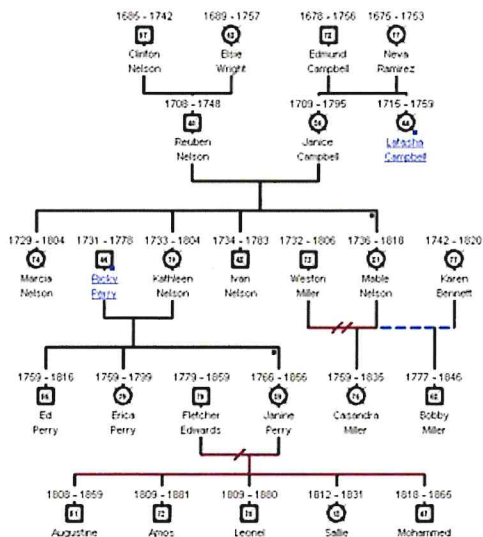 1685 - 1742 1689 - 1757 1678 - 1756 1675 - 1753
Clinton Elsie Edmund Neva
Nelson Wright Campbell Ramirez
1708 - 1748 1709 - 1795 1715 - 1759
Reuben Janice Latasha
Nelson Campbell Campbell
1729 - 1804 1731 - 1778 1733 - 1804 1734 - 1783 1732 - 1806 1736 - 1818 1742 - 1820
Marcia Ricky Kathleen Ivan Weston Mable Karen
Nelson Perry Nelson Nelson Miller Nelson Bennett
1759 - 1816 1759 - 1799 1779 - 1859 1766 - 1856 1759 - 1835 1777 - 1846
Ed Erica Fletcher Janine Casandra Bobby
Perry Perry Edwards Perry Miller Miller
1808 - 1859 1809 - 1881 1809 - 1880 1812 - 1831 1818 - 1865
Augustine Amos Leonel Sallie Mohammed